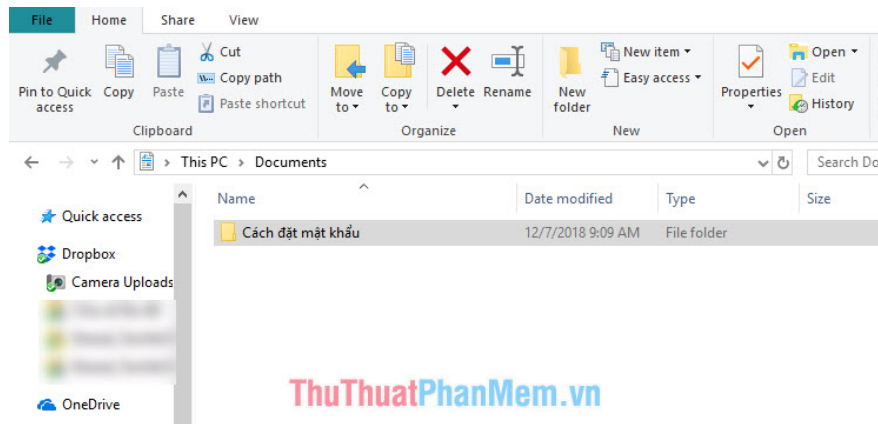 File Home Share View
Pin to Quick access
Copy
Paste
Cut
Copy path
Paste shortcut
Clipboard
Move to
Copy to
Delete
Rename
Organize
New folder
New item
Easy access
New
Properties
Open
Edit
History
Open
This PC > Documents
Search Do
Name Date modified Type Size
Quick access
Cách đặt mật khẩu 12/7/2018 9:09 AM File folder
Dropbox
Camera Uploads
OneDrive
ThuThuatPhanMem.vn